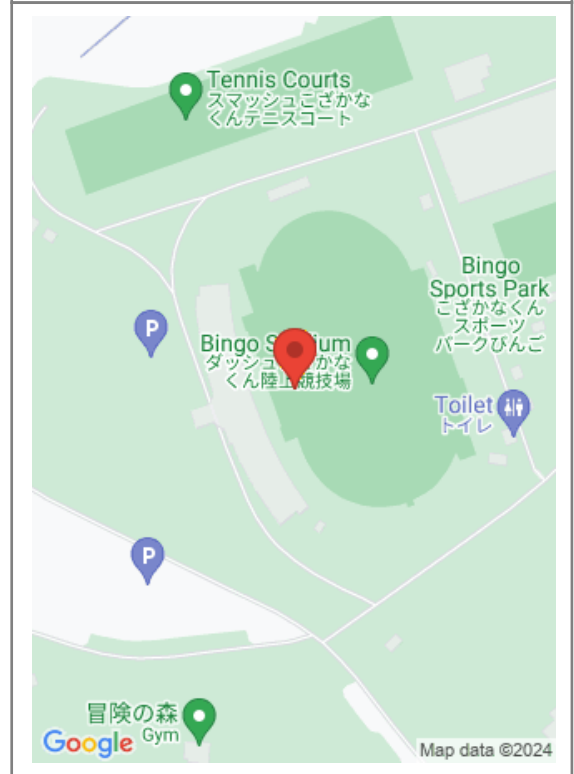 Tennis Courts
スマッシュこざかな
くんテニスコート
Bingo
Sports Park
こざかなくん
スポーツ
パークびんご
P
Bingo S ium
ダッシュ かな
くん陸上競技場
Toilet
トイレ
P
冒険の森
Gym
Google
Map data ©2024